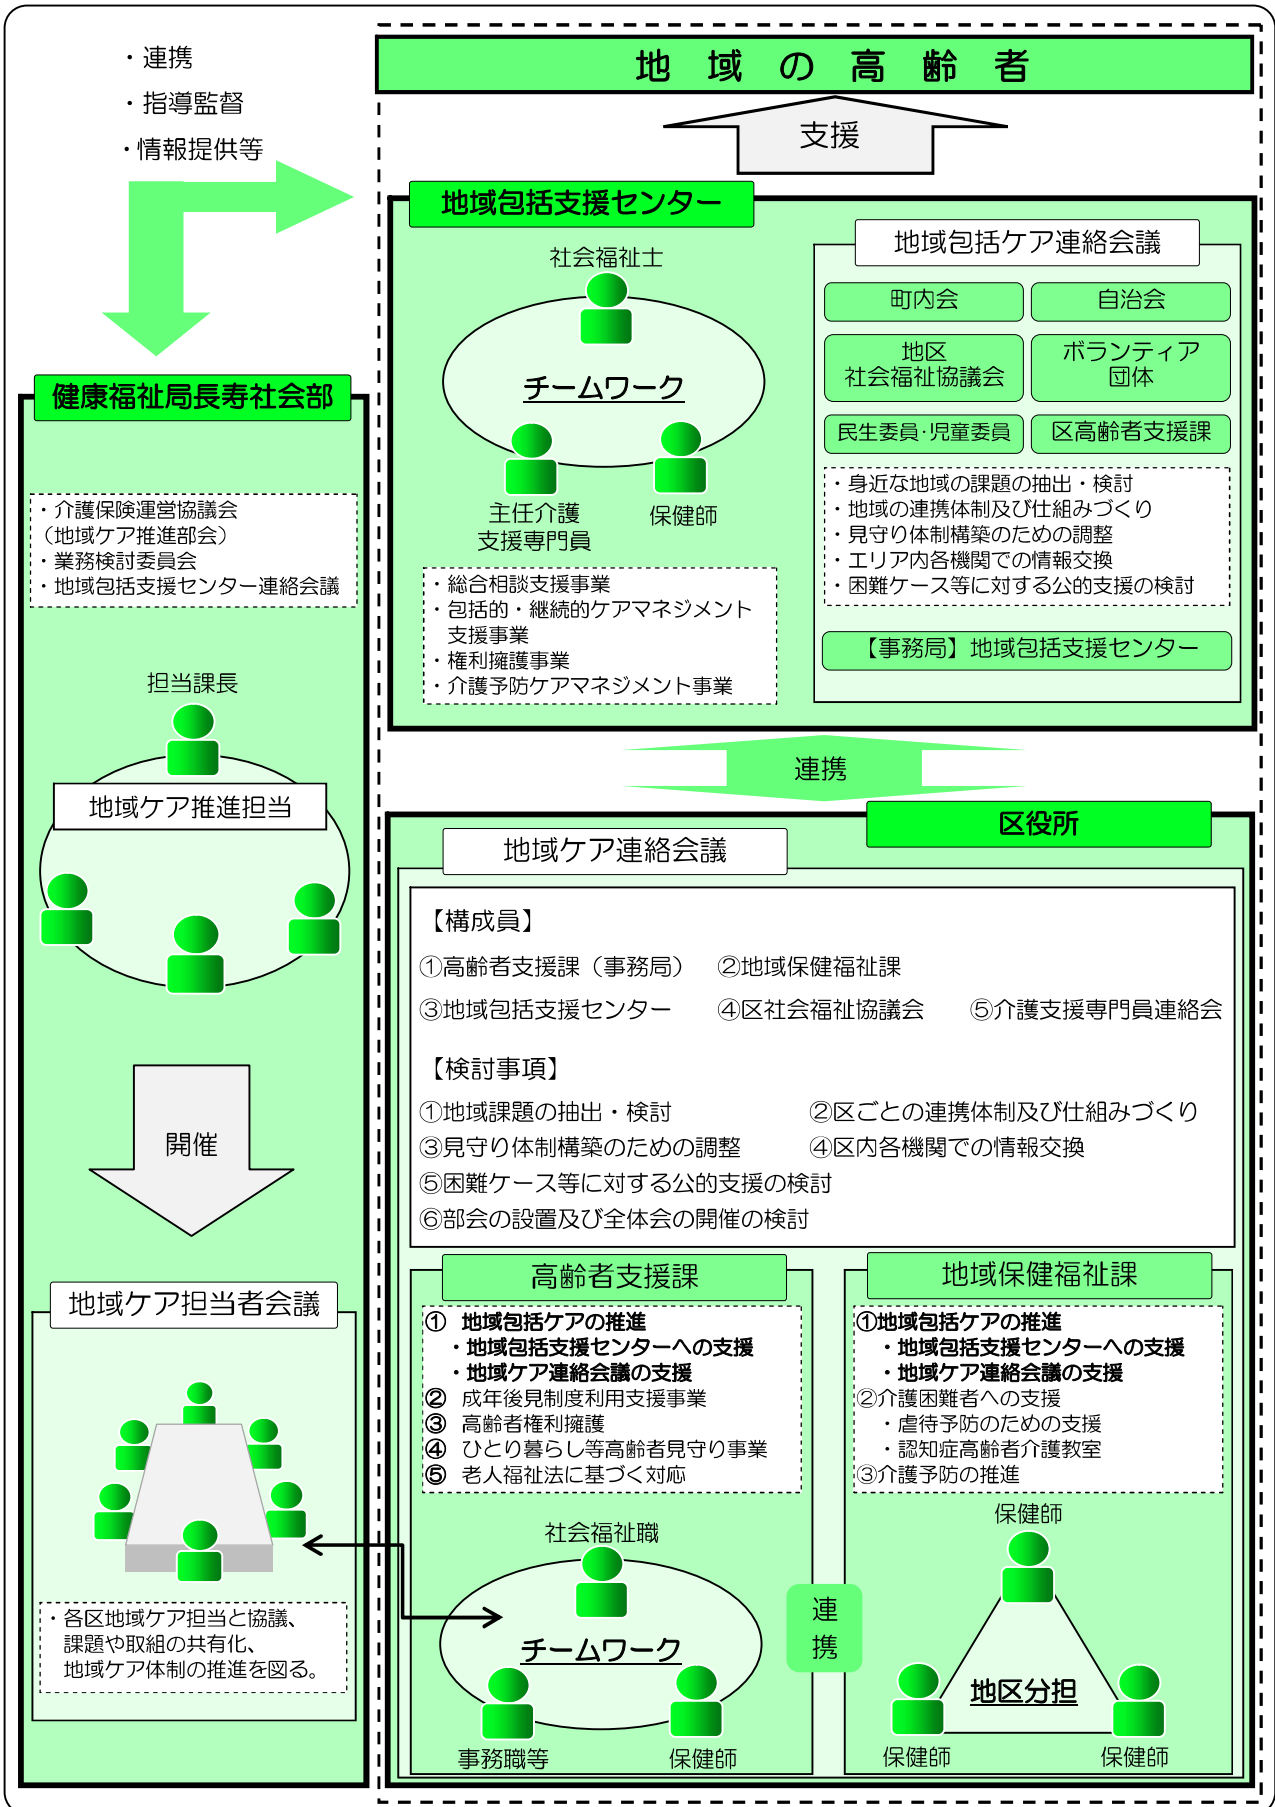 ・連携
・指導監督
・情報提供等
地域の高齢者
支援
地域包括支援センター
社会福祉士
チームワーク
主任介護
支援専門員
保健師
・総合相談支援事業
・包括的・継続的ケアマネジメント
支援事業
・権利擁護事業
・介護予防ケアマネジメント事業
地域包括ケア連絡会議
町内会
自治会
地区
社会福祉協議会
ボランティア
団体
民生委員・児童委員
区高齢者支援課
・身近な地域の課題の抽出・検討
・地域の連携体制及び仕組みづくり
・見守り体制構築のための調整
・エリア内各機関での情報交換
・困難ケース等に対する公的支援の検討
【事務局】地域包括支援センター
健康福祉局長寿社会部
・介護保険運営協議会
（地域ケア推進部会）
・業務検討委員会
・地域包括支援センター連絡会議
担当課長
地域ケア推進担当
開催
地域ケア担当者会議
・各区地域ケア担当と協議、
課題や取組の共有化、
地域ケア体制の推進を図る。
連携
区役所
地域ケア連絡会議
【構成員】
①高齢者支援課（事務局） ②地域保健福祉課
③地域包括支援センター ④区社会福祉協議会 ⑤介護支援専門員連絡会
【検討事項】
①地域課題の抽出・検討 ②区ごとの連携体制及び仕組みづくり
③見守り体制構築のための調整 ④区内各機関での情報交換
⑤困難ケース等に対する公的支援の検討
⑥部会の設置及び全体会の開催の検討
高齢者支援課
① 地域包括ケアの推進
・地域包括支援センターへの支援
・地域ケア連絡会議の支援
② 成年後見制度利用支援事業
③ 高齢者権利擁護
④ ひとり暮らし等高齢者見守り事業
⑤ 老人福祉法に基づく対応
社会福祉職
チームワーク
事務職等
保健師
連
携
地域保健福祉課
①地域包括ケアの推進
・地域包括支援センターへの支援
・地域ケア連絡会議の支援
②介護困難者への支援
・虐待予防のための支援
・認知症高齢者介護教室
③介護予防の推進
保健師
地区分担
保健師
保健師